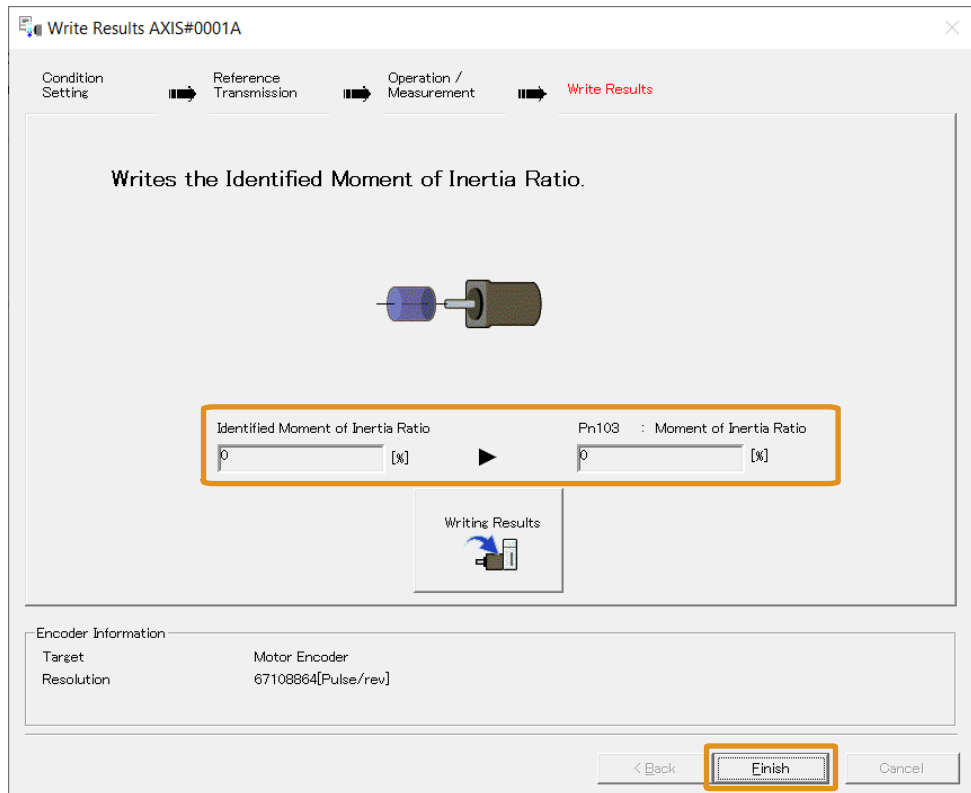 Write Results AXIS#0001A
Condition Setting
Reference Transmission
Operation / Measurement
Write Results
Writes the Identified Moment of Inertia Ratio.
Identified Moment of Inertia Ratio
0 [%]
Pn103 : Moment of Inertia Ratio
0 [%]
Writing Results
Encoder Information
Target Motor Encoder
Resolution 67108864[Pulse/rev]
< Back Finish Cancel